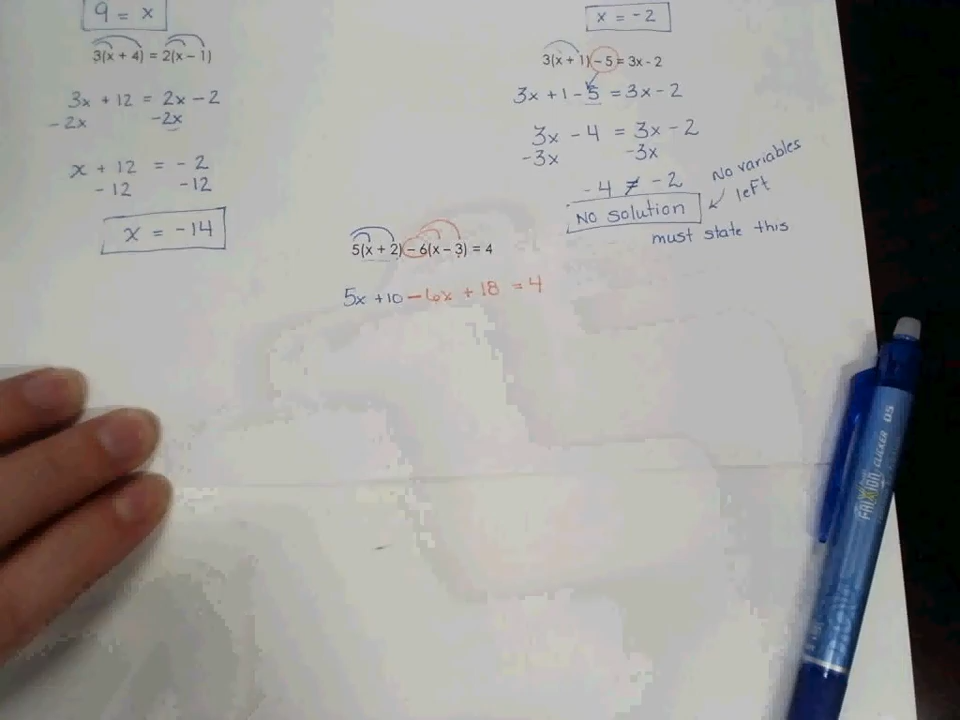 9 = x
3(x + 4) = 2(x − 1)
3x + 12 = 2x − 2
−2x −2x
x + 12 = −2
−12 −12
x = −14
x = −2
3(x + 1) − 5 = 3x - 2
3x + 1 − 5 = 3x − 2
3x − 4 = 3x − 2
−3x −3x
−4 ≠ −2
No solution
No variables
left
must state this
5(x + 2) − 6(x − 3) = 4
5x + 10 − 6x + 18 = 4
FRIXION CLICKER 05